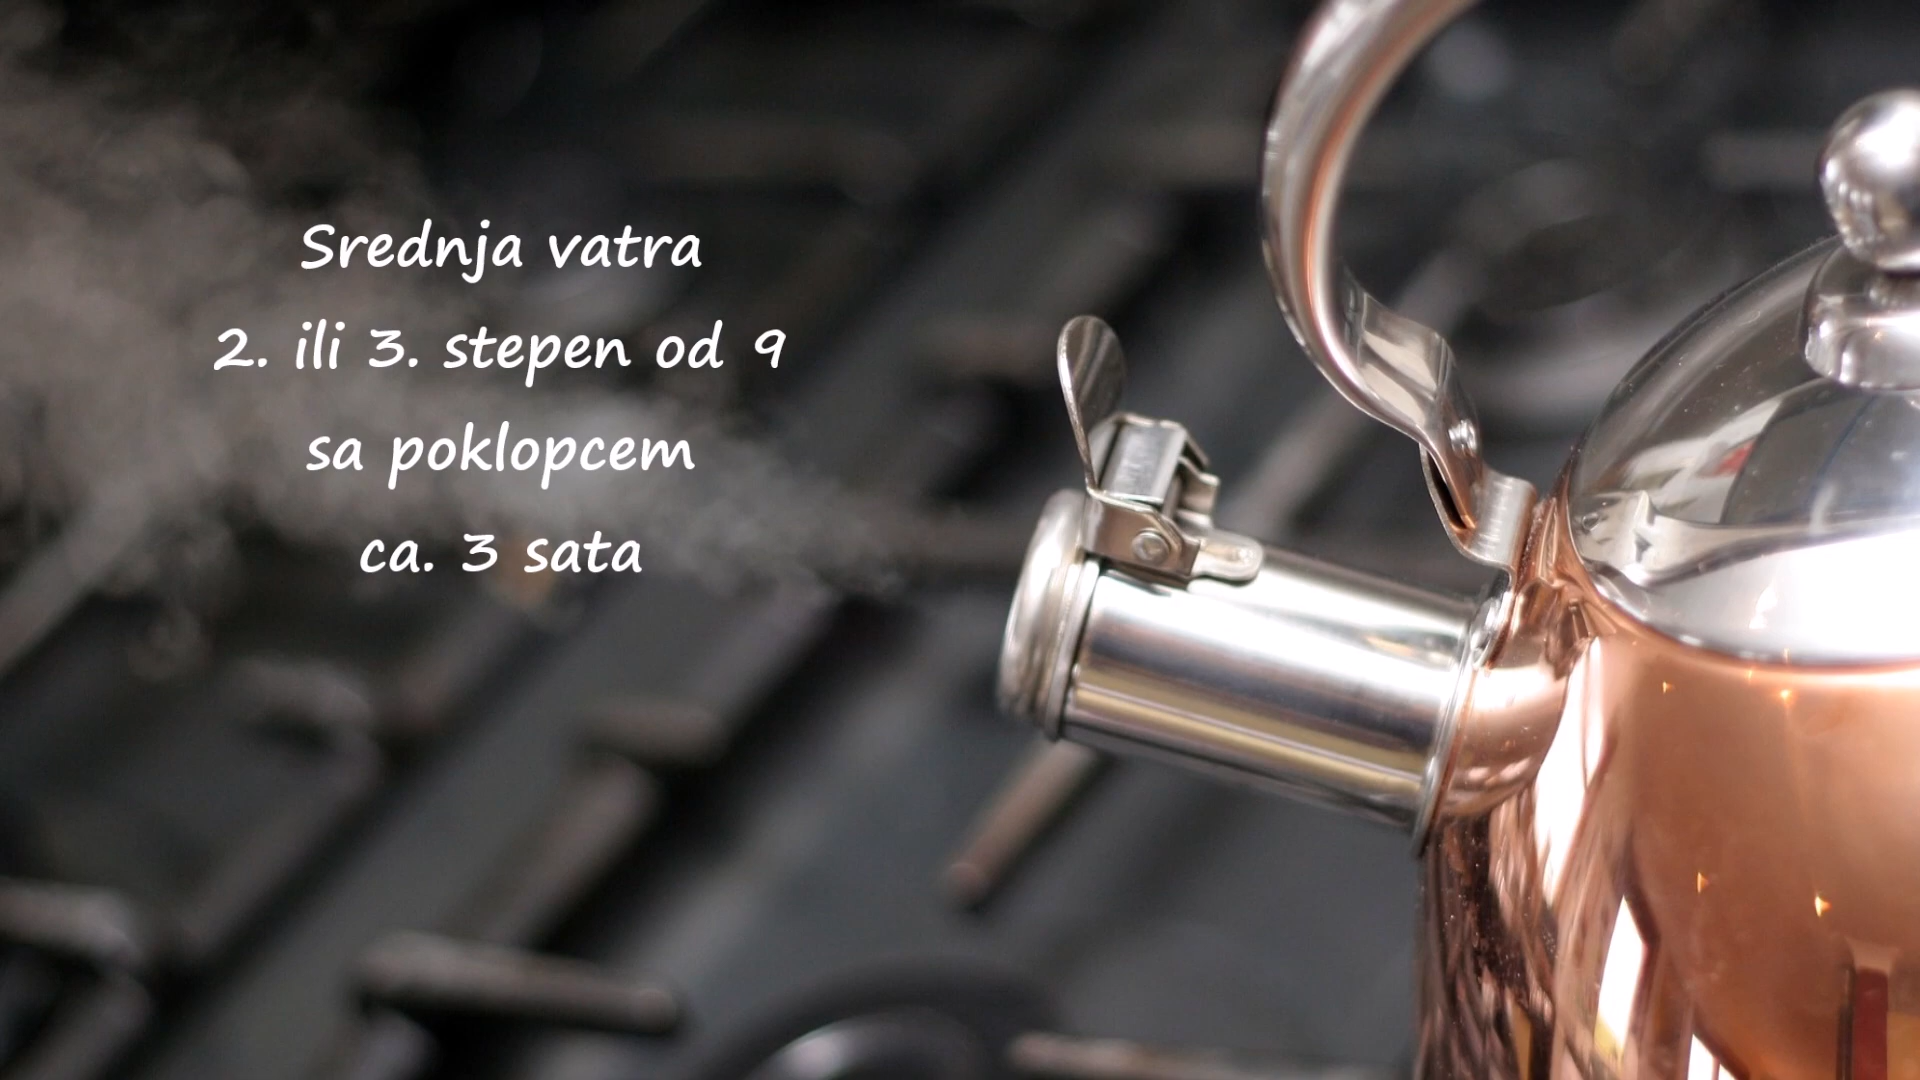 Srednja vatra
2. ili 3. stepen od 9
sa poklopcem
ca. 3 sata